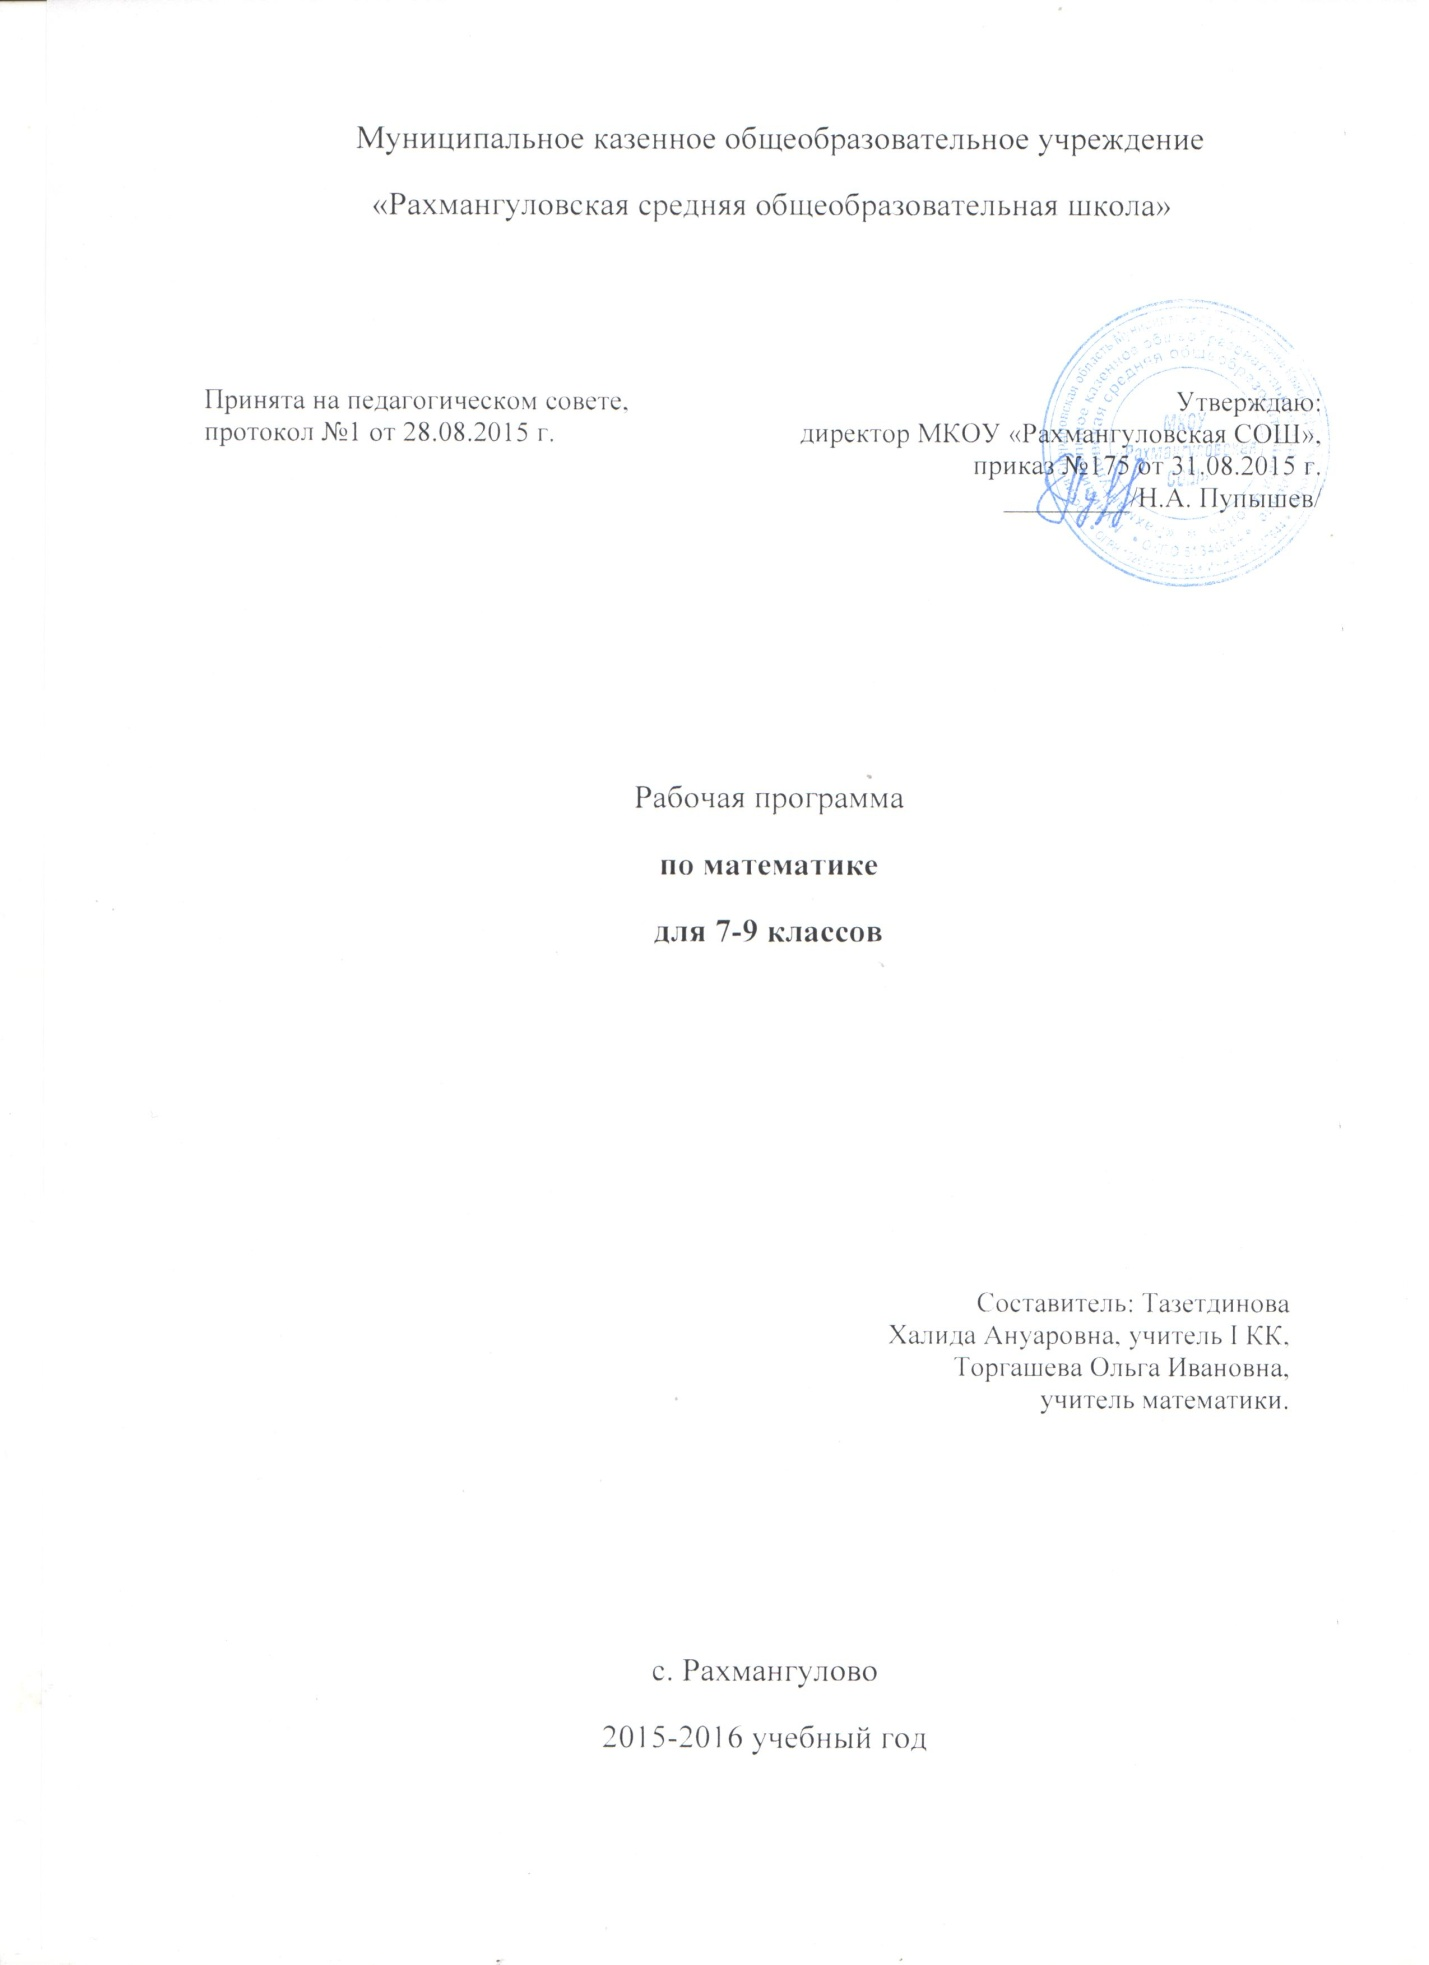 Муниципальное казенное общеобразовательное учреждение
«Рахмангуловская средняя общеобразовательная школа»
Принята на педагогическом совете,
протокол №1 от 28.08.2015 г.
Утверждаю:
директор МКОУ «Рахмангуловская СОШ»,
приказ №175 от 31.08.2015 г.
__________/Н.А. Пупышев/
МКОУ
Рабочая программа
по математике
для 7-9 классов
Составитель: Тазетдинова
Халида Ануаровна, учитель I КК,
Торгашева Ольга Ивановна,
учитель математики.
с. Рахмангулово
2015-2016 учебный год